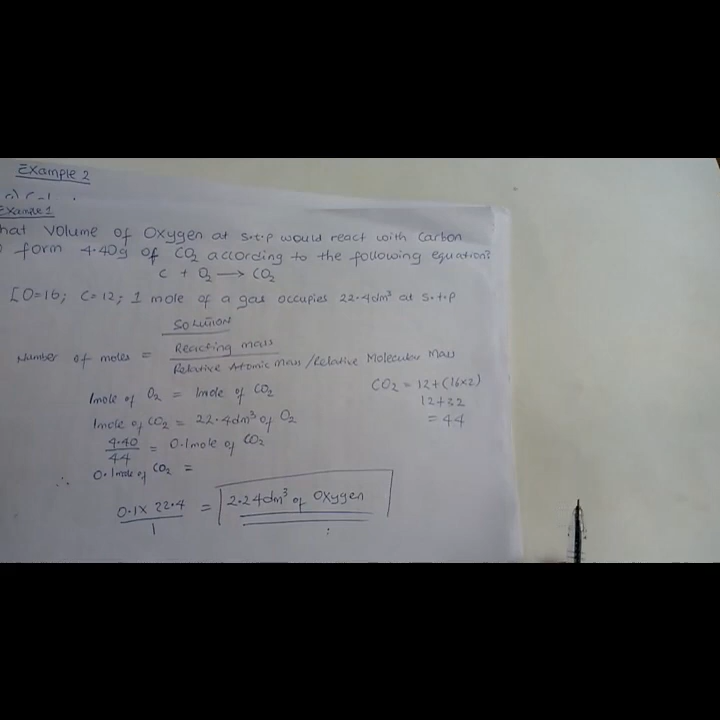 Example 2
Example 1
hat volume of Oxygen at s.t.p would react with Carbon
form 4.40g of CO₂ according to the following equation?
C + O₂ → CO₂
[O=16; C=12; 1 mole of a gas occupies 22.4dm³ at s.t.p
SOLUTION
Number of moles = Reacting mass / Relative Atomic Mass/Relative Molecular Mass
1mole of O₂ = 1mole of CO₂
CO₂ = 12+(16×2)
12+32
= 44
1mole of CO₂ = 22.4dm³ of O₂
4.40/44 = 0.1mole of CO₂
∴ 0.1mole of CO₂ =
0.1 × 22.4/1 = 2.24dm³ of Oxygen